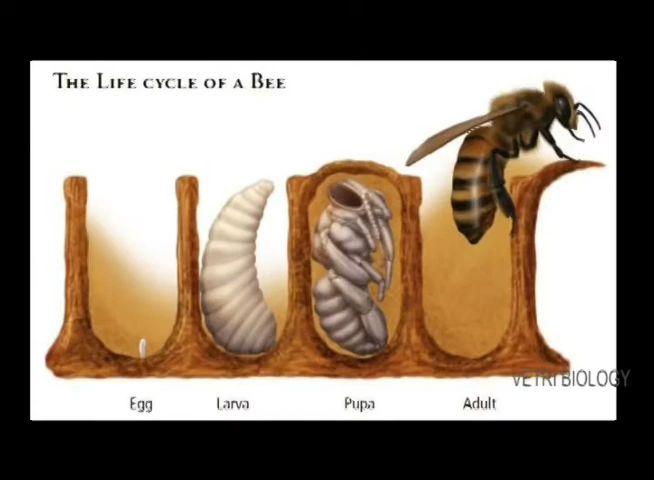 THE LIFE CYCLE OF A BEE
VETRI BIOLOGY
Egg Larva Pupa Adult